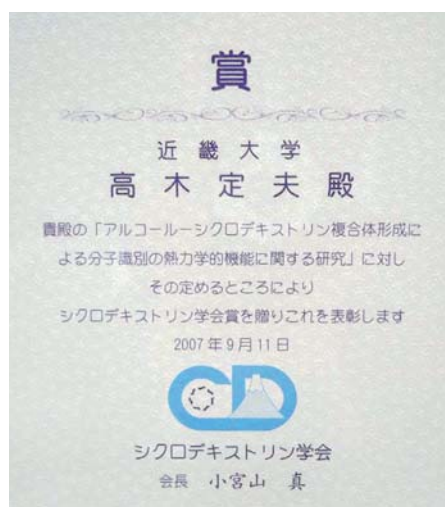 賞
近畿大学
高木定夫殿
貴殿の「アルコールーシクロデキストリン複合体形成に
よる分子識別の熱力学的機能に関する研究」に対し
その定めるところにより
シクロデキストリン学会賞を贈りこれを表彰します
2007年9月11日
CD
シクロデキストリン学会
会長 小宮山 真